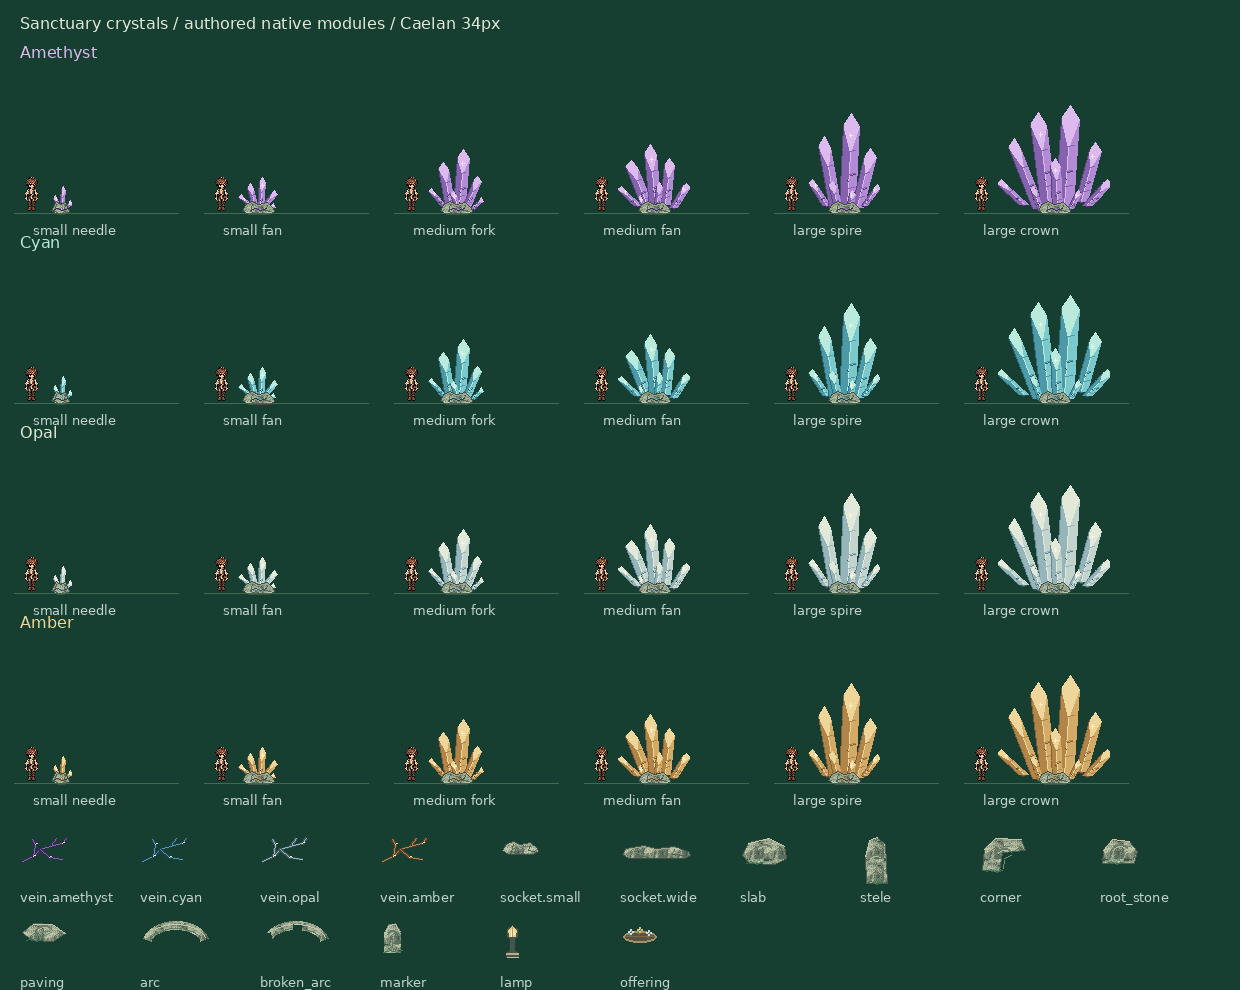 Sanctuary crystals / authored native modules / Caelan 34px
Amethyst
small needle small fan medium fork medium fan large spire large crown
Cyan
small needle small fan medium fork medium fan large spire large crown
Opal
small needle small fan medium fork medium fan large spire large crown
Amber
small needle small fan medium fork medium fan large spire large crown
vein.amethyst vein.cyan vein.opal vein.amber socket.small socket.wide slab stele corner root_stone
paving arc broken_arc marker lamp offering